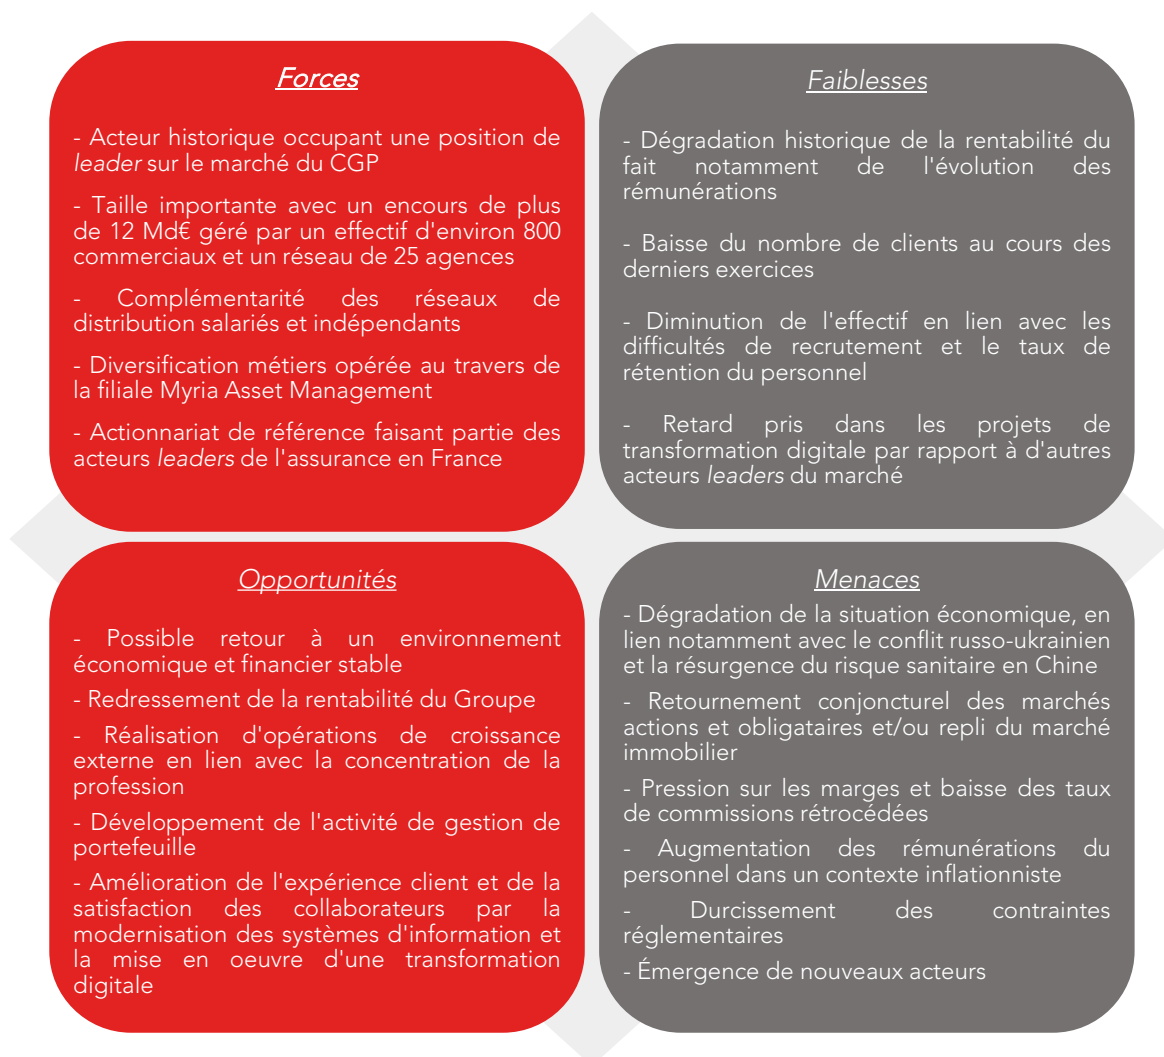 Forces
- Acteur historique occupant une position de
leader sur le marché du CGP
- Taille importante avec un encours de plus
de 12 Md€ géré par un effectif d'environ 800
commerciaux et un réseau de 25 agences
- Complémentarité des réseaux de
distribution salariés et indépendants
- Diversification métiers opérée au travers de
la filiale Myria Asset Management
- Actionnariat de référence faisant partie des
acteurs leaders de l'assurance en France
Faiblesses
- Dégradation historique de la rentabilité du
fait notamment de l'évolution des
rémunérations
- Baisse du nombre de clients au cours des
derniers exercices
- Diminution de l'effectif en lien avec les
difficultés de recrutement et le taux de
rétention du personnel
- Retard pris dans les projets de
transformation digitale par rapport à d'autres
acteurs leaders du marché
Opportunités
- Possible retour à un environnement
économique et financier stable
- Redressement de la rentabilité du Groupe
- Réalisation d'opérations de croissance
externe en lien avec la concentration de la
profession
- Développement de l'activité de gestion de
portefeuille
- Amélioration de l'expérience client et de la
satisfaction des collaborateurs par la
modernisation des systèmes d'information et
la mise en oeuvre d'une transformation
digitale
Menaces
- Dégradation de la situation économique, en
lien notamment avec le conflit russo-ukrainien
et la résurgence du risque sanitaire en Chine
- Retournement conjoncturel des marchés
actions et obligataires et/ou repli du marché
immobilier
- Pression sur les marges et baisse des taux
de commissions rétrocédées
- Augmentation des rémunérations du
personnel dans un contexte inflationniste
- Durcissement des contraintes
réglementaires
- Émergence de nouveaux acteurs